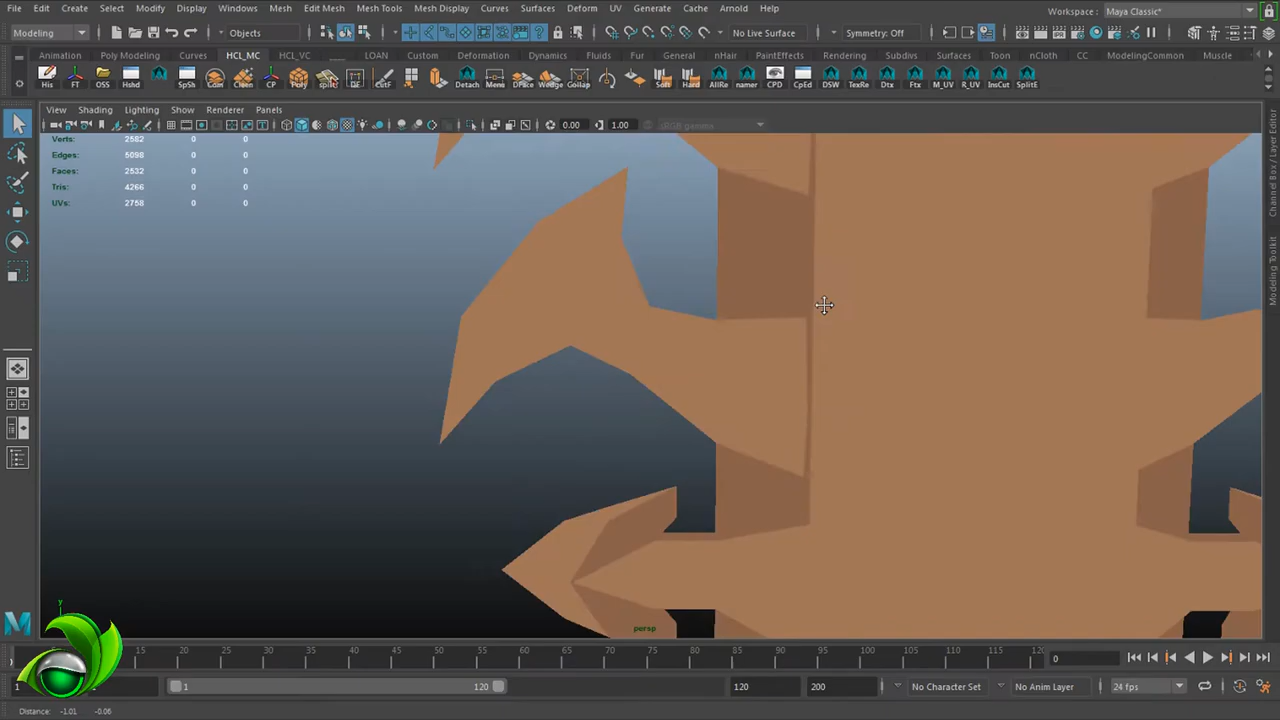 File Edit Create Select Modify Display Windows Mesh Edit Mesh Mesh Tools Mesh Display Curves Surfaces Deform UV Generate Cache Arnold Help Workspace: Maya Classic*
Modeling Objects No Live Surface Symmetry: Off
Animation Poly Modeling Curves HCL_MC HCL_VC LOAN Custom Deformation Dynamics Fluids Fur General nHair PaintEffects Rendering Subdivs Surfaces Toon nCloth CC ModelingCommon Muscle
His FT OSS Hshd SpSh Cam Cleen CP Poly split CutF Detach Mene DFace Wedge Gollap Soft Hard AllRe namer CPD CpEd DSW TexRe Dtx Ftx M_UV R_UV InsCut SplitE
View Shading Lighting Show Renderer Panels
0.00 1.00 sRGB gamma
Verts: 2582 0 0
Edges: 5098 0 0
Faces: 2532 0 0
Tris: 4266 0 0
UVs: 2758 0 0
Channel Box / Layer Editor
Modeling Toolkit
y
persp
15 20 25 30 35 40 45 50 55 60 65 70 75 80 85 90 95 100 105 110 115 120 0
1 1 120 120 200 No Character Set No Anim Layer 24 fps
Distance: -1.01 -0.06